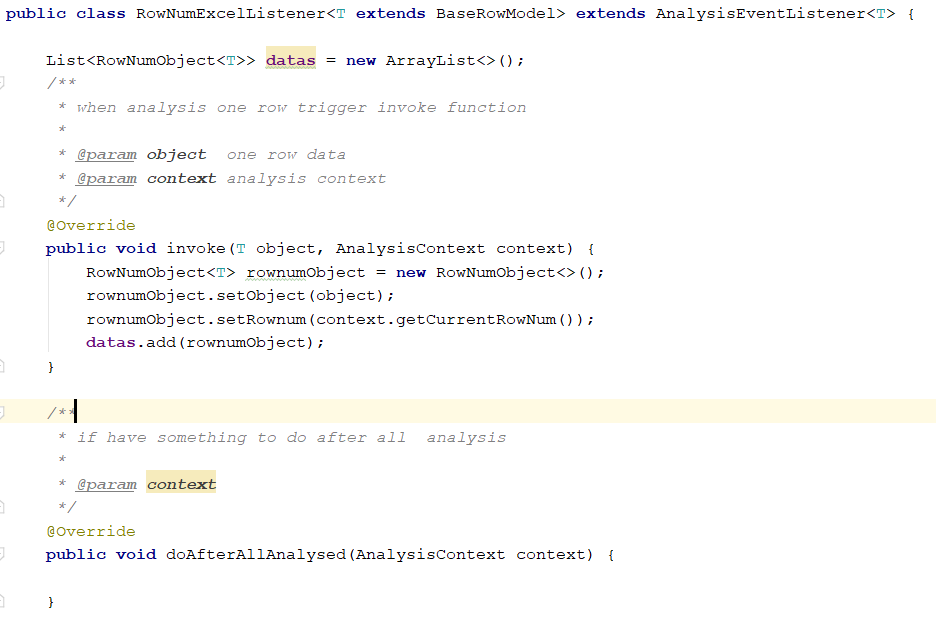 public class RowNumExcelListener<T extends BaseRowModel> extends AnalysisEventListener<T> {
List<RowNumObject<T>> datas = new ArrayList<>();
/**
* when analysis one row trigger invoke function
*
* @param object  one row data
* @param context analysis context
*/
@Override
public void invoke(T object, AnalysisContext context) {
RowNumObject<T> rownumObject = new RowNumObject<>();
rownumObject.setObject(object);
rownumObject.setRownum(context.getCurrentRowNum());
datas.add(rownumObject);
}
/**
* if have something to do after all  analysis
*
* @param context
*/
@Override
public void doAfterAllAnalysed(AnalysisContext context) {
}